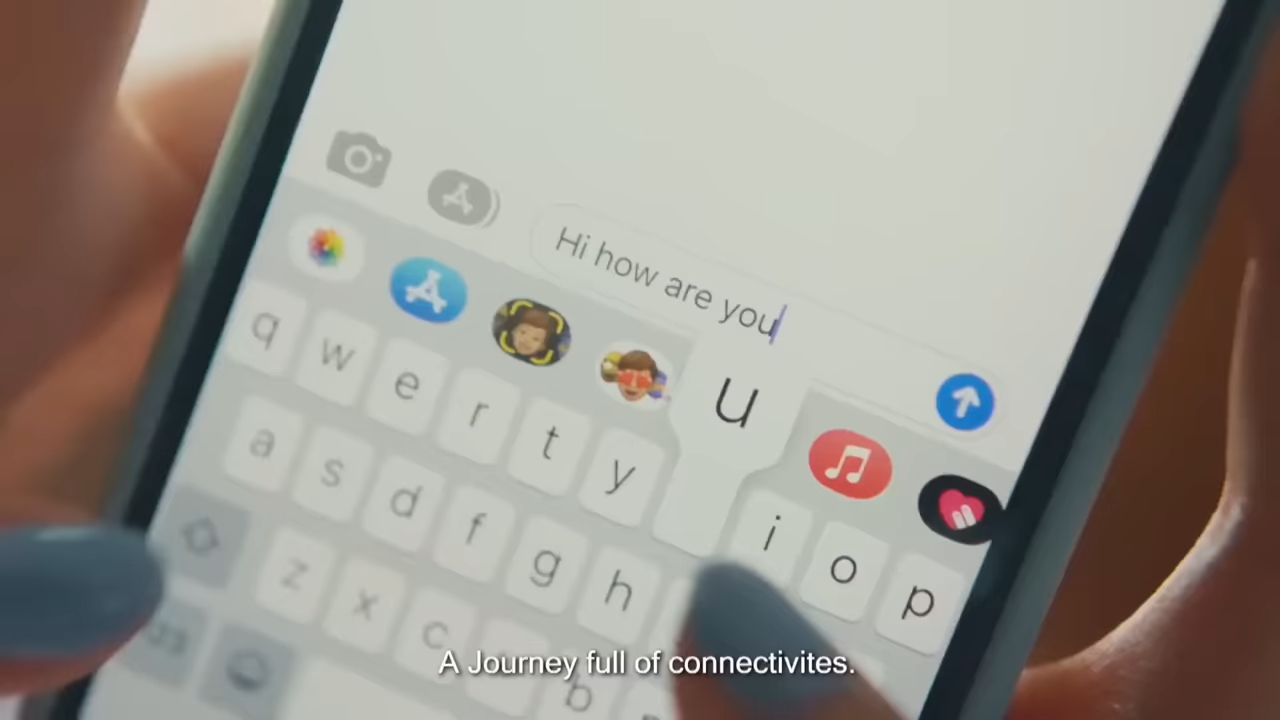 Hi how are you
u
q w e r t y i o p
a s d f g h
z x c b
A Journey full of connectivites.